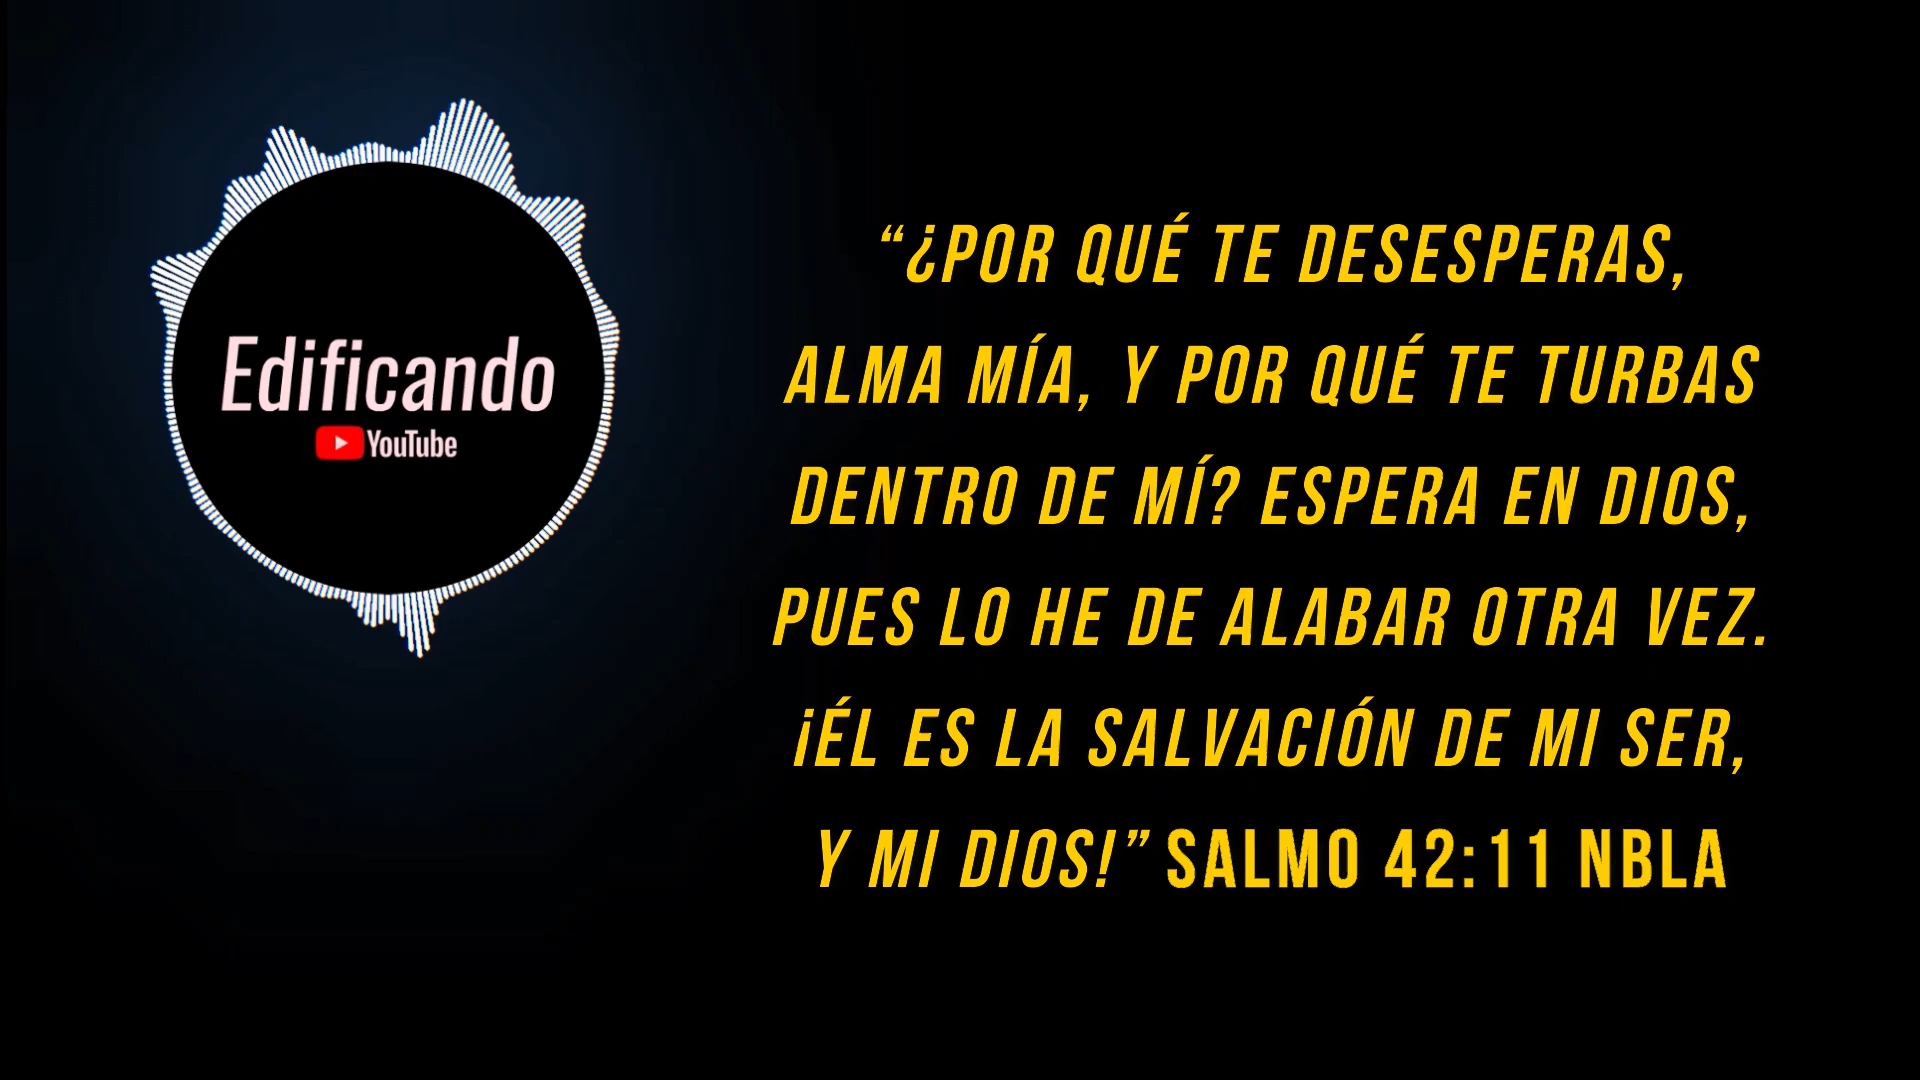 Edificando
YouTube
“¿POR QUÉ TE DESESPERAS,
ALMA MÍA, Y POR QUÉ TE TURBAS
DENTRO DE MÍ? ESPERA EN DIOS,
PUES LO HE DE ALABAR OTRA VEZ.
¡ÉL ES LA SALVACIÓN DE MI SER,
Y MI DIOS!” SALMO 42:11 NBLA